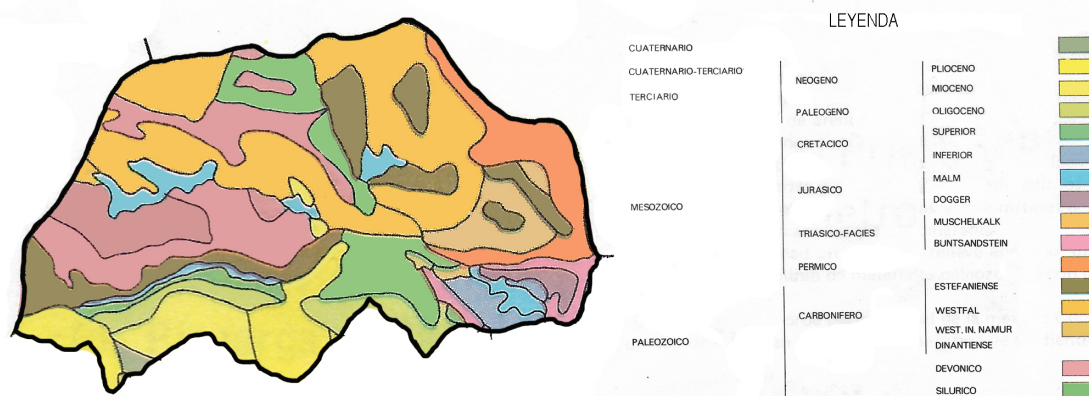 LEYENDA
CUATERNARIO
CUATERNARIO-TERCIARIO
TERCIARIO
NEOGENO
PLIOCENO
MIOCENO
PALEOGENO
OLIGOCENO
MESOZOICO
CRETACICO
SUPERIOR
INFERIOR
JURASICO
MALM
DOGGER
TRIASICO-FACIES
MUSCHELKALK
BUNTSANDSTEIN
PERMICO
PALEOZOICO
CARBONIFERO
ESTEFANIENSE
WESTFAL
WEST. IN. NAMUR
DINANTIENSE
DEVONICO
SILURICO